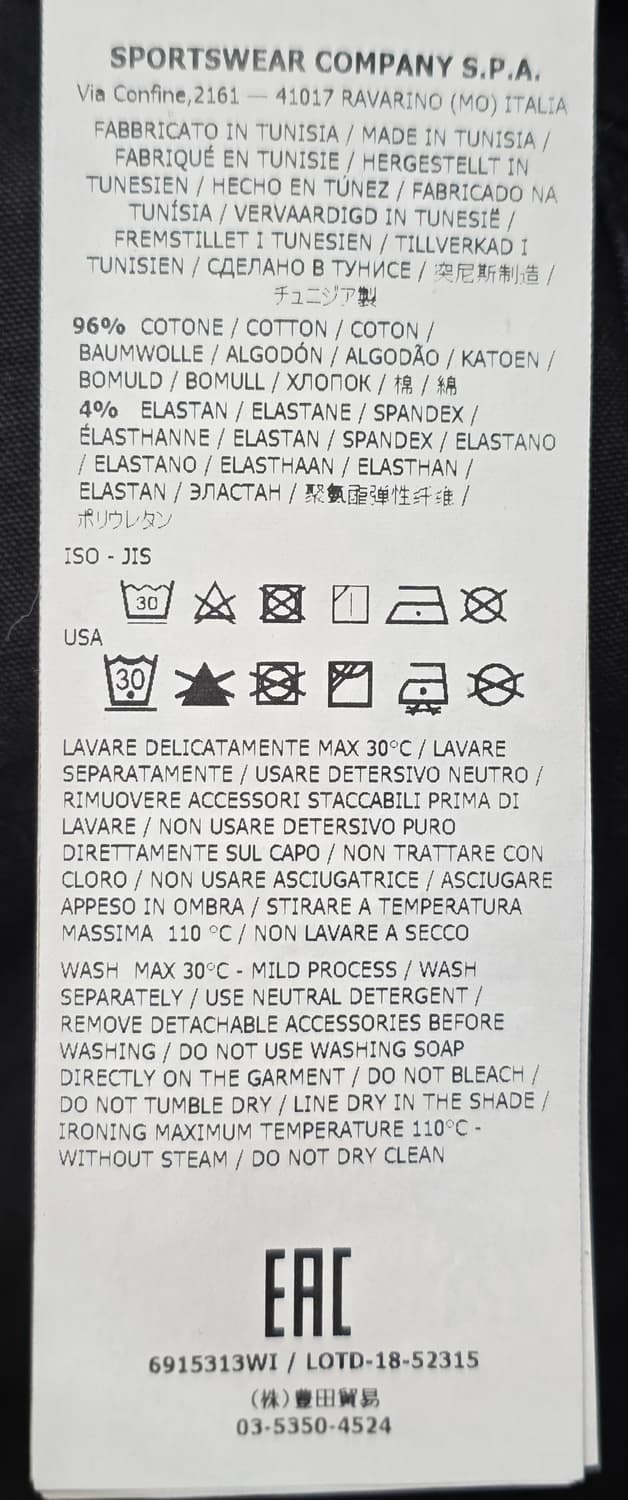 SPORTSWEAR COMPANY S.P.A.
Via Confine,2161 — 41017 RAVARINO (MO) ITALIA
FABBRICATO IN TUNISIA / MADE IN TUNISIA /
FABRIQUÉ EN TUNISIE / HERGESTELLT IN
TUNESIEN / HECHO EN TÚNEZ / FABRICADO NA
TUNÍSIA / VERVAARDIGD IN TUNESIË /
FREMSTILLET I TUNESIEN / TILLVERKAD I
TUNISIEN / СДЕЛАНО В ТУНИСЕ / 突尼斯制造 /
チュニジア製
96% COTONE / COTTON / COTON /
BAUMWOLLE / ALGODÓN / ALGODÃO / KATOEN /
BOMULD / BOMULL / ХЛОПОК / 棉 / 綿
4% ELASTAN / ELASTANE / SPANDEX /
ÉLASTHANNE / ELASTAN / SPANDEX / ELASTANO
/ ELASTANO / ELASTHAAN / ELASTHAN /
ELASTAN / ЭЛАСТАН / 聚氨酯弹性纤维 /
ポリウレタン
ISO - JIS
30
USA
30
LAVARE DELICATAMENTE MAX 30°C / LAVARE
SEPARATAMENTE / USARE DETERSIVO NEUTRO /
RIMUOVERE ACCESSORI STACCABILI PRIMA DI
LAVARE / NON USARE DETERSIVO PURO
DIRETTAMENTE SUL CAPO / NON TRATTARE CON
CLORO / NON USARE ASCIUGATRICE / ASCIUGARE
APPESO IN OMBRA / STIRARE A TEMPERATURA
MASSIMA 110 °C / NON LAVARE A SECCO
WASH MAX 30°C - MILD PROCESS / WASH
SEPARATELY / USE NEUTRAL DETERGENT /
REMOVE DETACHABLE ACCESSORIES BEFORE
WASHING / DO NOT USE WASHING SOAP
DIRECTLY ON THE GARMENT / DO NOT BLEACH /
DO NOT TUMBLE DRY / LINE DRY IN THE SHADE /
IRONING MAXIMUM TEMPERATURE 110°C -
WITHOUT STEAM / DO NOT DRY CLEAN
EAC
6915313WI / LOTD-18-52315
(株)豊田貿易
03-5350-4524